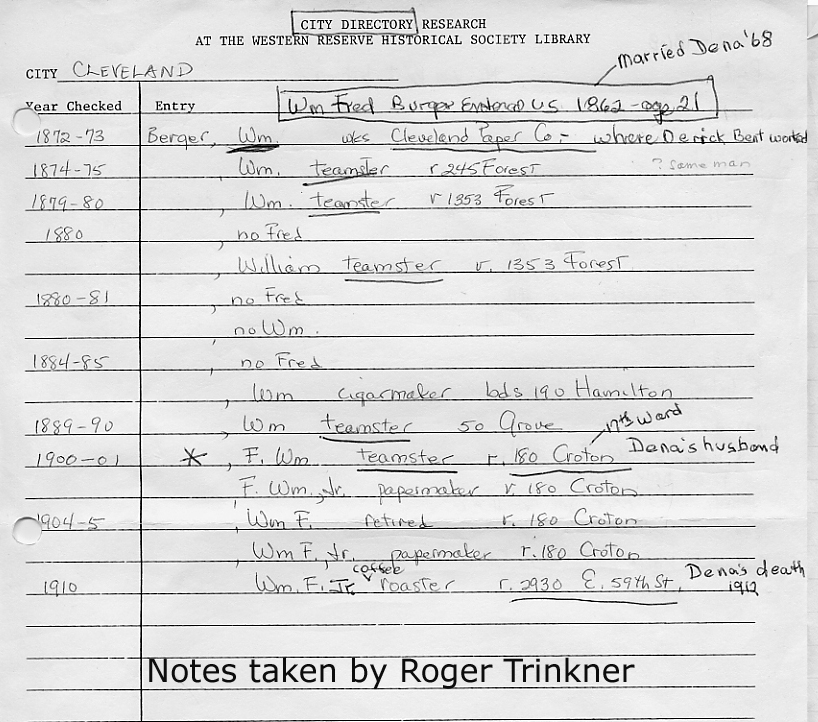 CITY DIRECTORY RESEARCH
AT THE WESTERN RESERVE HISTORICAL SOCIETY LIBRARY
married Dena '68
CITY CLEVELAND
Year Checked Entry Wm Fred Burger Entered US 1862 - age 21
1872-73 Berger, Wm. wks Cleveland Paper Co - where Derick Bent worked
1874-75 , Wm. teamster r 245 Forest ? same man
1879-80 , Wm. teamster r 1353 Forest
1880 , no Fred
, William teamster r. 1353 Forest
1880-81 , no Fred
, no Wm.
1884-85 , no Fred
, Wm cigarmaker bds 190 Hamilton
1889-90 , Wm teamster 50 Grove
17th ward
1900-01 * , F. Wm teamster r. 180 Croton Dena's husband
, F. Wm., Jr. papermaker r. 180 Croton
1904-5 , Wm F. retired r. 180 Croton
, Wm F., Jr. papermaker r. 180 Croton
1910 , Wm. F. Jr. coffee roaster r. 2930 E. 59th St. Dena's death
1912
Notes taken by Roger Trinkner